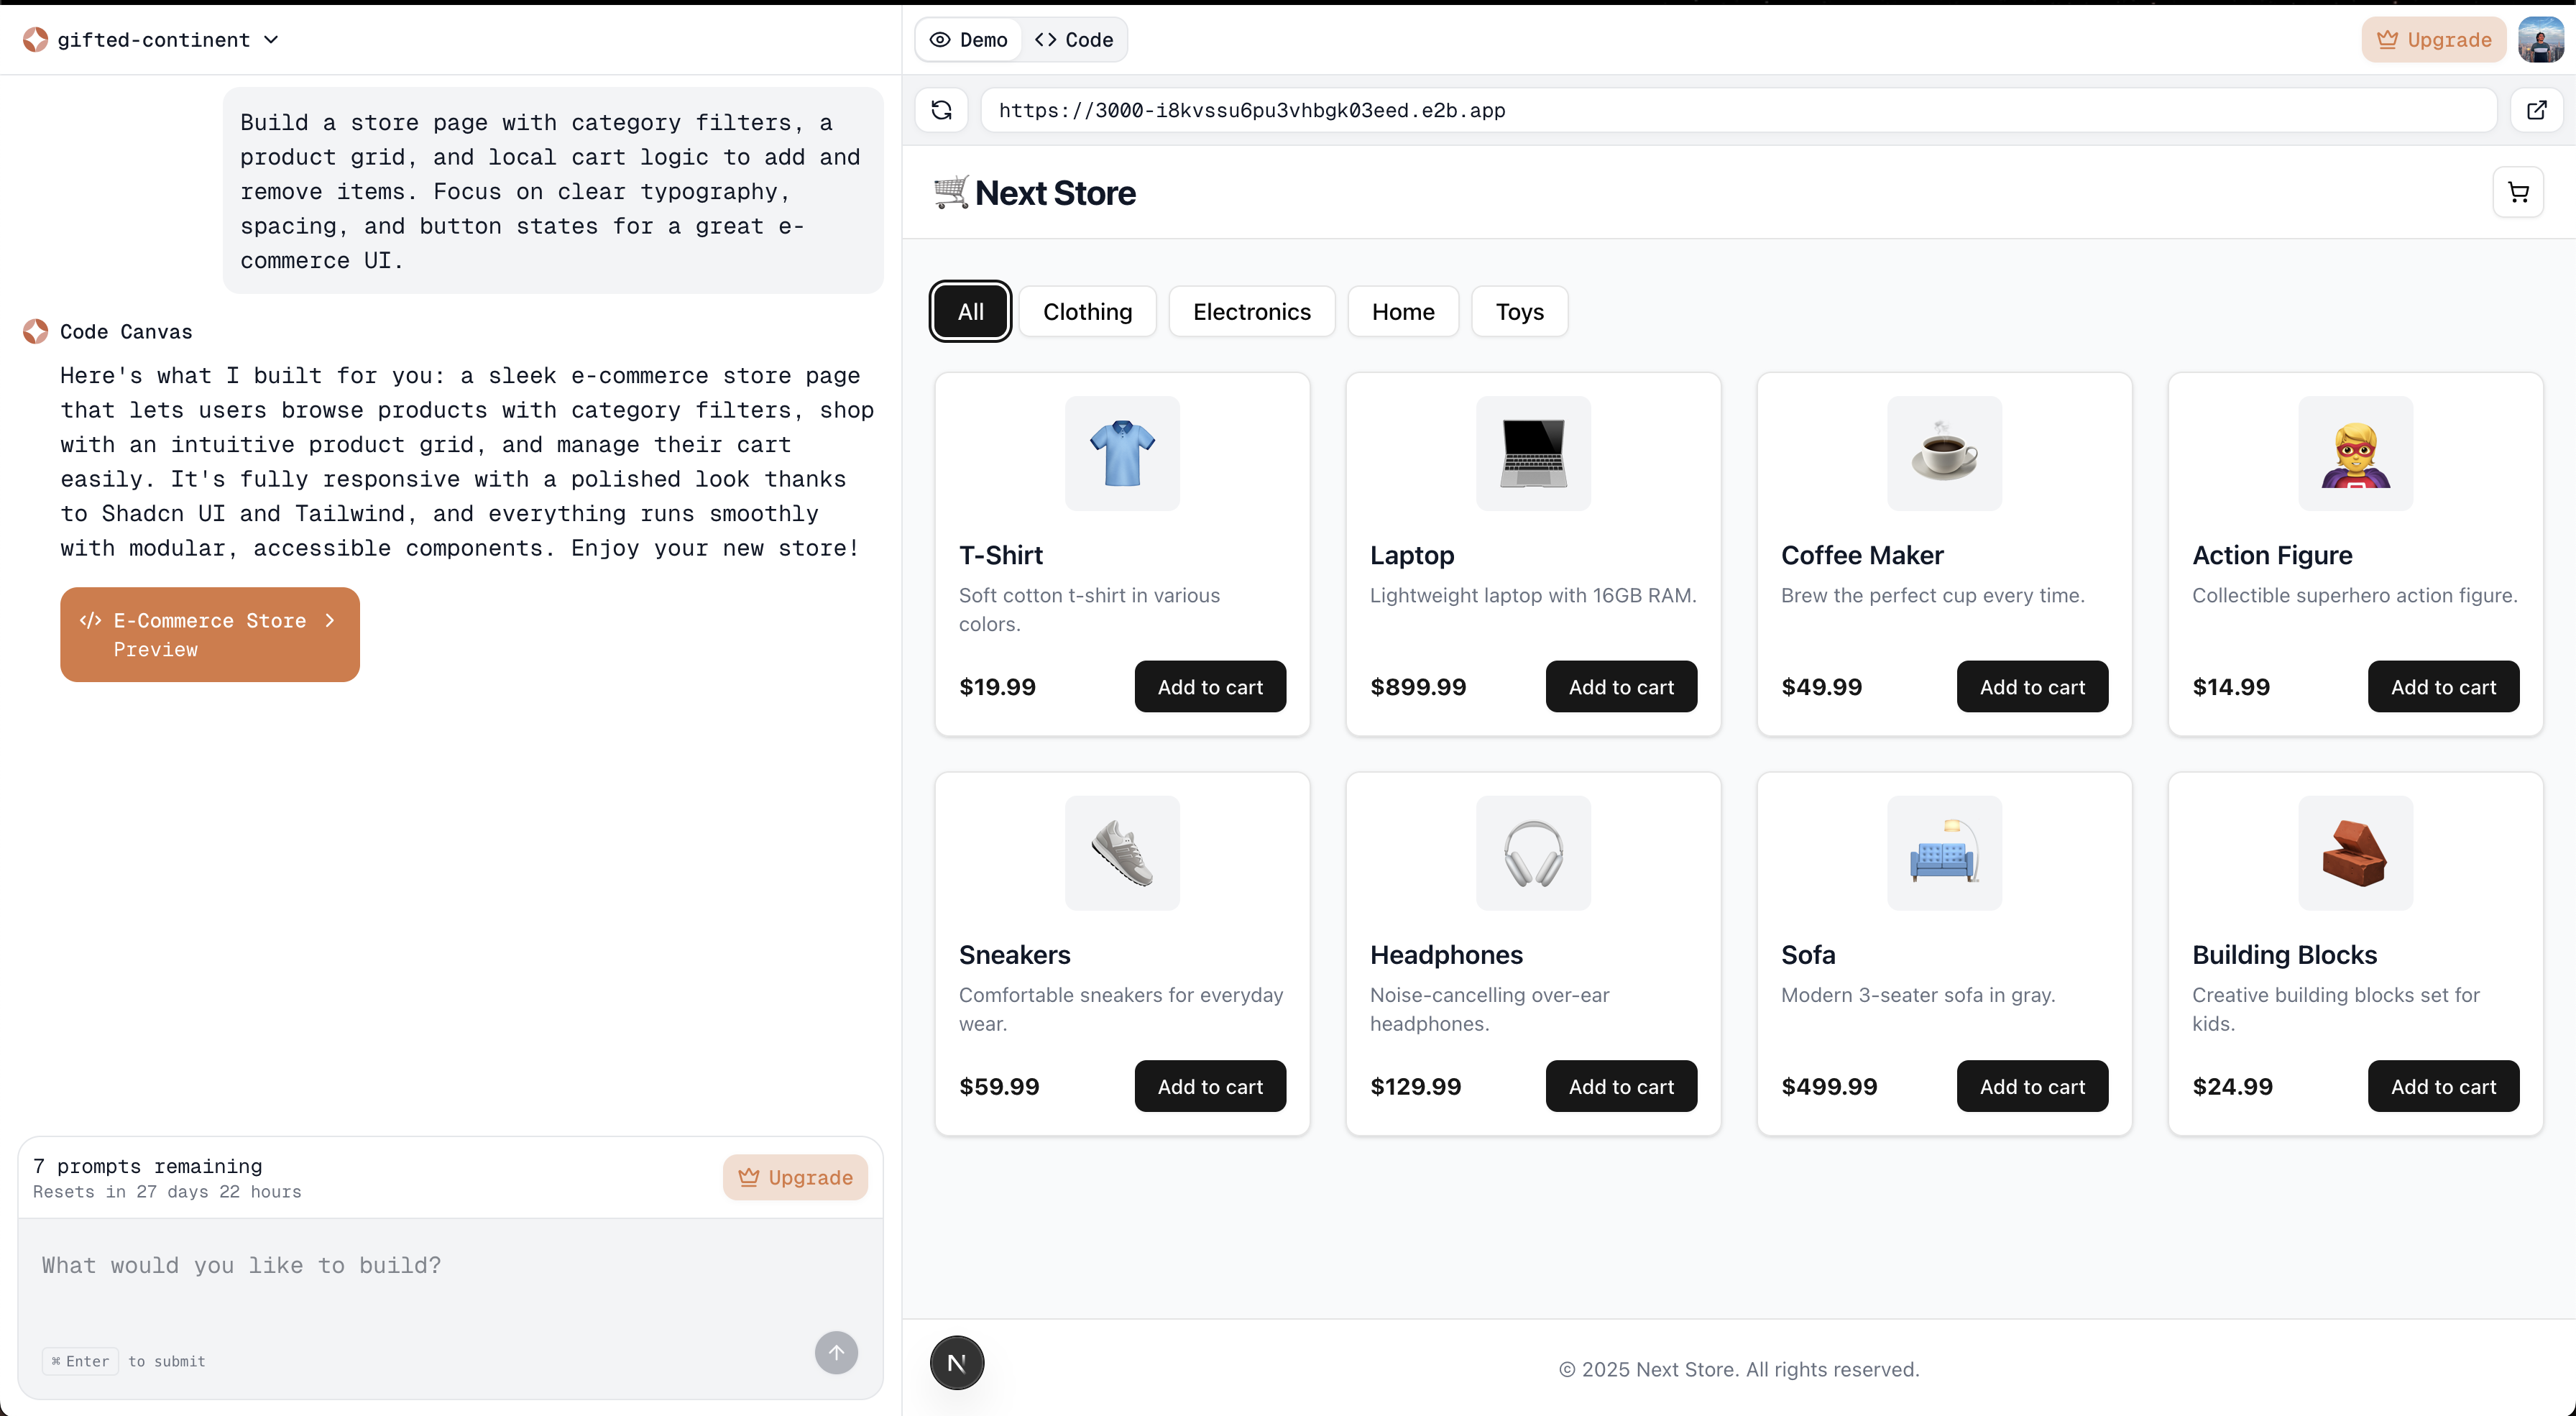 gifted-continent
Build a store page with category filters, a
product grid, and local cart logic to add and
remove items. Focus on clear typography,
spacing, and button states for a great e-
commerce UI.
Code Canvas
Here's what I built for you: a sleek e-commerce store page
that lets users browse products with category filters, shop
with an intuitive product grid, and manage their cart
easily. It's fully responsive with a polished look thanks
to Shadcn UI and Tailwind, and everything runs smoothly
with modular, accessible components. Enjoy your new store!
</> E-Commerce Store >
Preview
7 prompts remaining
Resets in 27 days 22 hours
Upgrade
What would you like to build?
⌘ Enter to submit
Demo <> Code
Upgrade
https://3000-i8kvssu6pu3vhbgk03eed.e2b.app
Next Store
All Clothing Electronics Home Toys
T-Shirt
Soft cotton t-shirt in various
colors.
$19.99 Add to cart
Laptop
Lightweight laptop with 16GB RAM.
$899.99 Add to cart
Coffee Maker
Brew the perfect cup every time.
$49.99 Add to cart
Action Figure
Collectible superhero action figure.
$14.99 Add to cart
Sneakers
Comfortable sneakers for everyday
wear.
$59.99 Add to cart
Headphones
Noise-cancelling over-ear
headphones.
$129.99 Add to cart
Sofa
Modern 3-seater sofa in gray.
$499.99 Add to cart
Building Blocks
Creative building blocks set for
kids.
$24.99 Add to cart
N
© 2025 Next Store. All rights reserved.